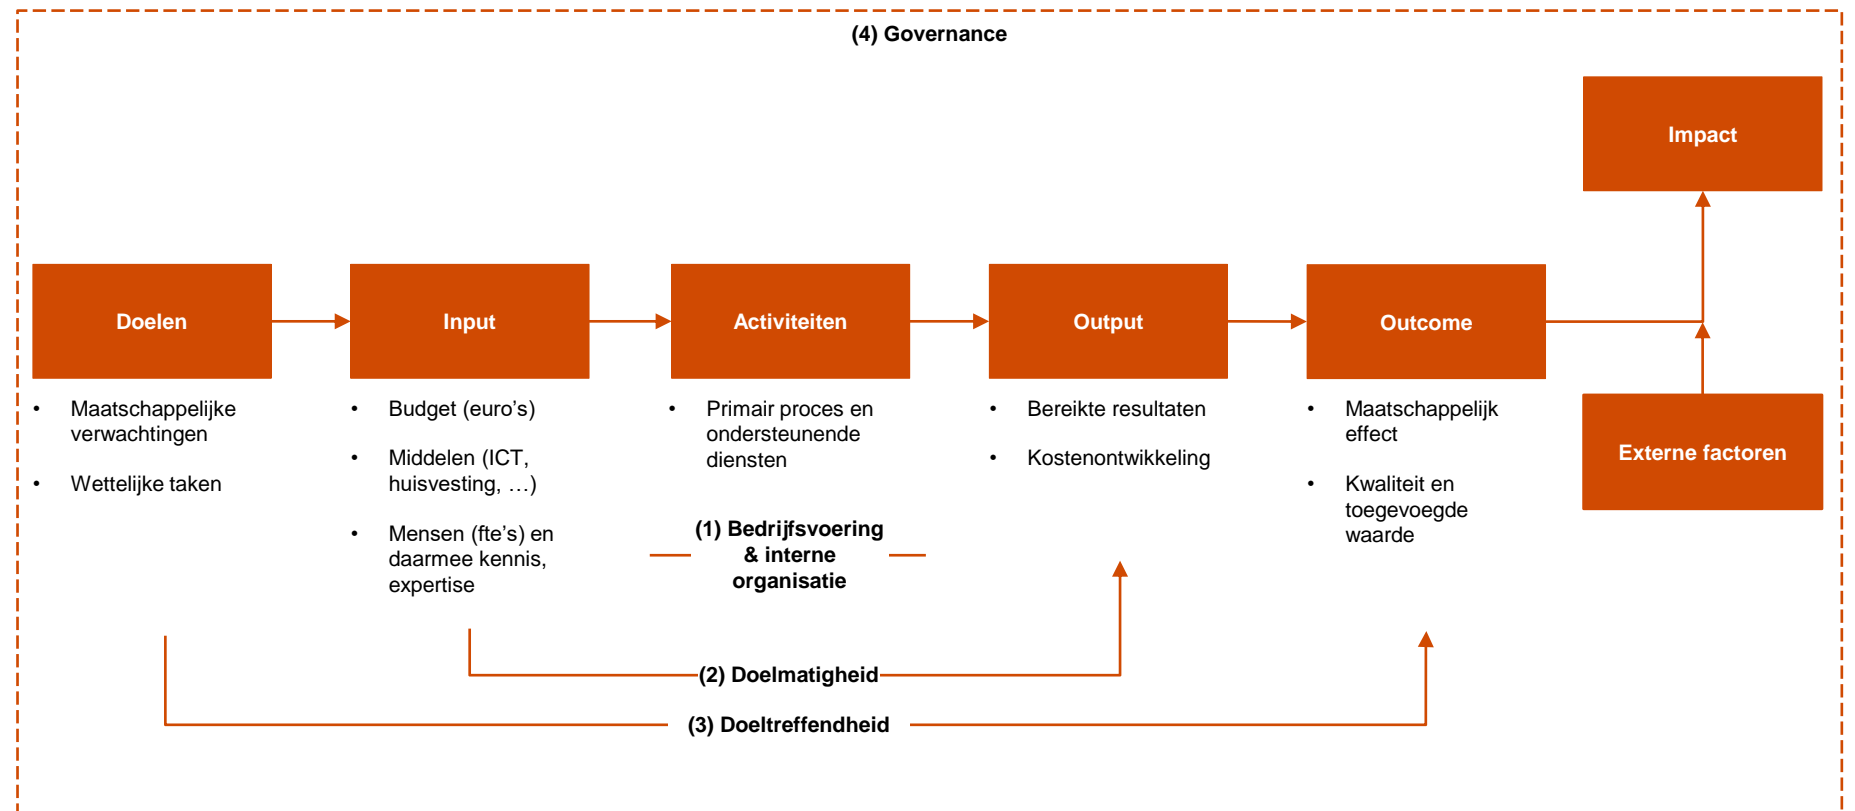 (4) Governance
Impact
Doelen
Input
Activiteiten
Output
Outcome
Externe factoren
• Maatschappelijke
verwachtingen
• Wettelijke taken
• Budget (euro’s)
• Middelen (ICT,
huisvesting, …)
• Mensen (fte’s) en
daarmee kennis,
expertise
• Primair proces en
ondersteunende
diensten
• Bereikte resultaten
• Kostenontwikkeling
• Maatschappelijk
effect
• Kwaliteit en
toegevoegde
waarde
(1) Bedrijfsvoering
& interne
organisatie
(2) Doelmatigheid
(3) Doeltreffendheid